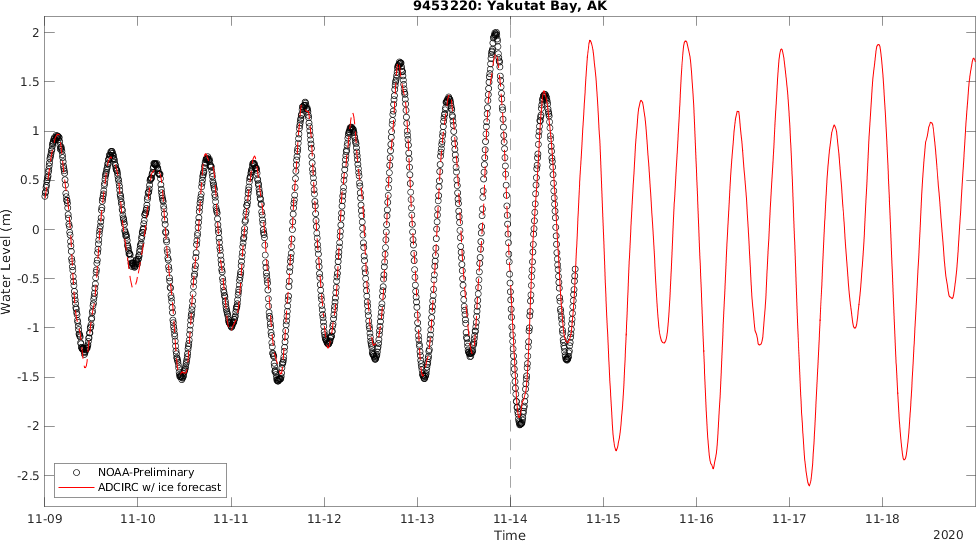 9453220: Yakutat Bay, AK
2
1.5
1
0.5
0
-0.5
-1
-1.5
-2
-2.5
Water Level (m)
NOAA-Preliminary
ADCIRC w/ ice forecast
11-09 11-10 11-11 11-12 11-13 11-14 11-15 11-16 11-17 11-18
Time
2020